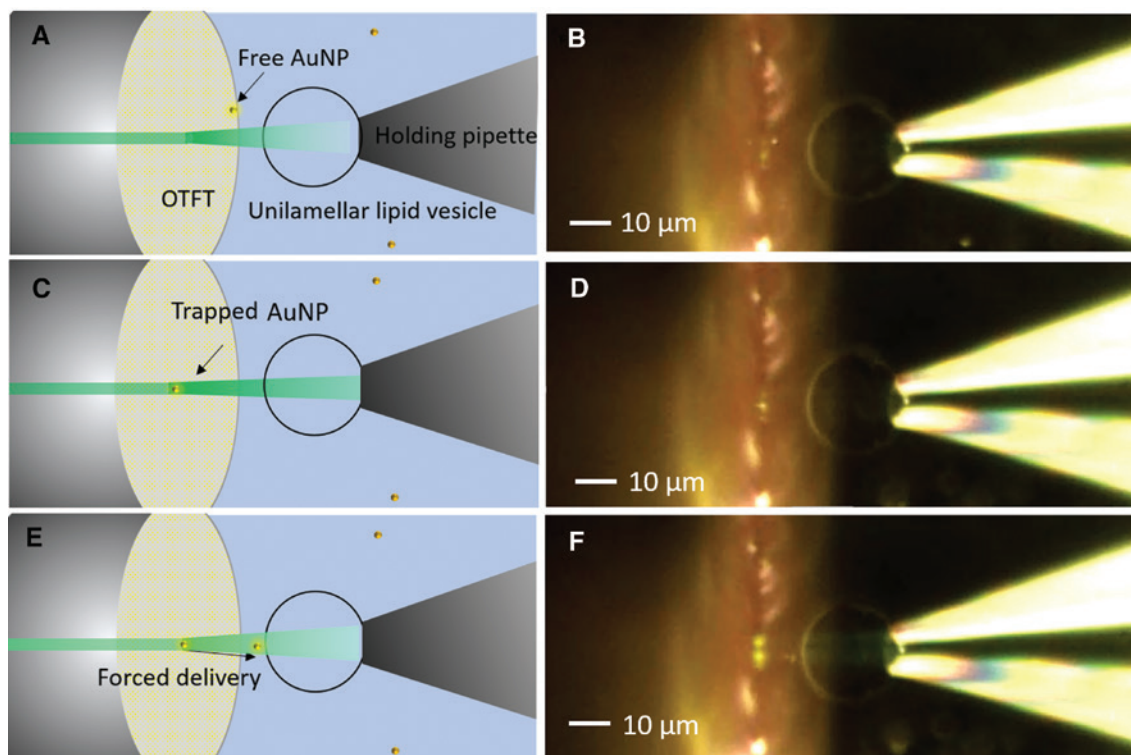 A
Free AuNP
Holding pipette
OTFT
Unilamellar lipid vesicle
B
10 μm
C
Trapped AuNP
D
10 μm
E
Forced delivery
F
10 μm